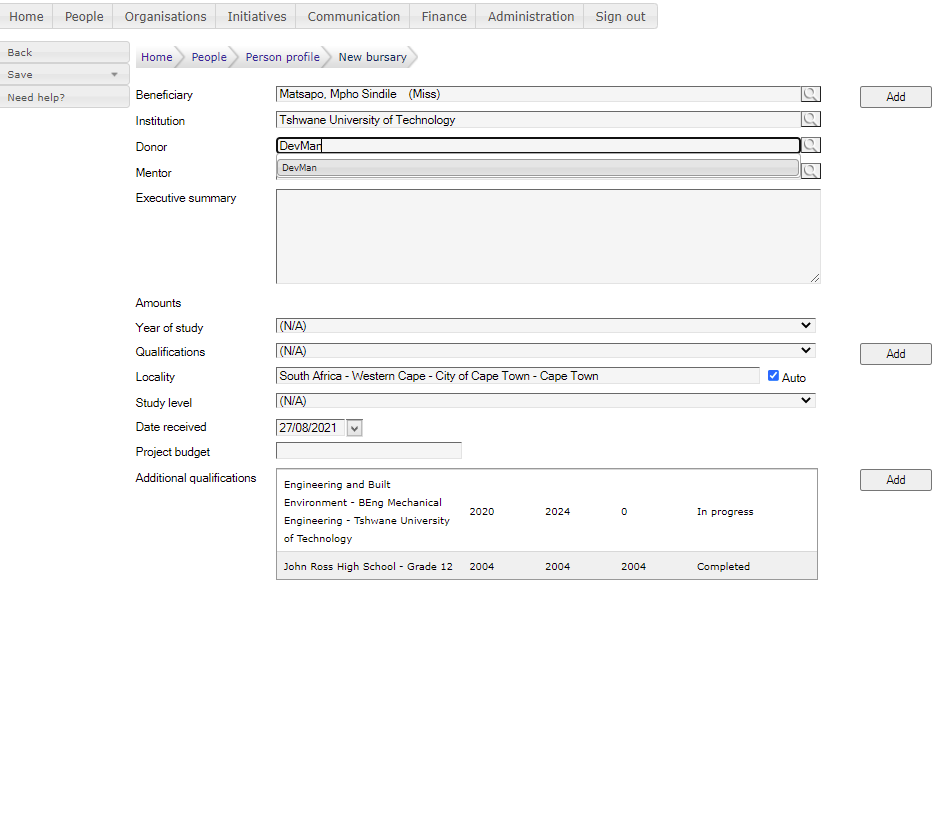 Home People Organisations Initiatives Communication Finance Administration Sign out
Back
Save
Need help?
Home People Person profile New bursary
Beneficiary Matsapo, Mpho Sindile (Miss) Add
Institution Tshwane University of Technology
Donor DevMan
DevMan
Mentor
Executive summary
Amounts
Year of study (N/A)
Qualifications (N/A) Add
Locality South Africa - Western Cape - City of Cape Town - Cape Town Auto
Study level (N/A)
Date received 27/08/2021
Project budget
Additional qualifications Add
Engineering and Built
Environment - BEng Mechanical
Engineering - Tshwane University
of Technology
2020 2024 0 In progress
John Ross High School - Grade 12 2004 2004 2004 Completed